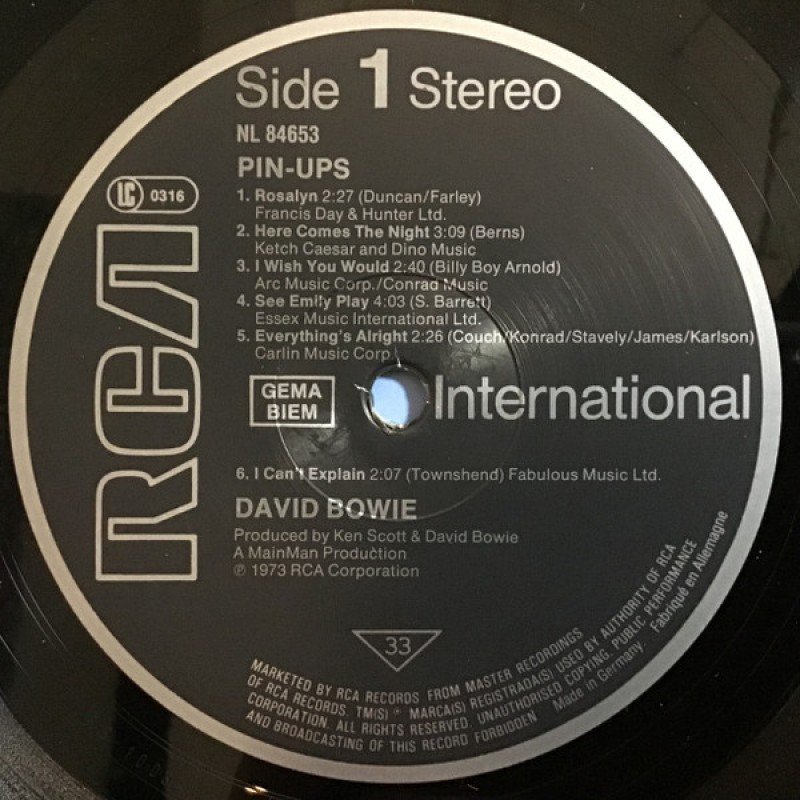 Side 1 Stereo
NL 84653
PIN-UPS
LC 0316
1. Rosalyn 2:27 (Duncan/Farley)
Francis Day & Hunter Ltd.
2. Here Comes The Night 3:09 (Berns)
Ketch Caesar and Dino Music
3. I Wish You Would 2:40 (Billy Boy Arnold)
Arc Music Corp./Conrad Music
4. See Emily Play 4:03 (S. Barrett)
Essex Music International Ltd.
5. Everything's Alright 2:26 (Couch/Konrad/Stavely/James/Karlson)
Carlin Music Corp.
RCA
GEMA
BIEM
International
6. I Can't Explain 2:07 (Townshend) Fabulous Music Ltd.
DAVID BOWIE
Produced by Ken Scott & David Bowie
A MainMan Production
℗ 1973 RCA Corporation
33
MARKETED BY RCA RECORDS FROM MASTER RECORDINGS
OF RCA RECORDS. TM(S) ® MARCA(S) REGISTRADA(S) USED BY AUTHORITY OF RCA
CORPORATION. ALL RIGHTS RESERVED. UNAUTHORISED COPYING, PUBLIC PERFORMANCE
AND BROADCASTING OF THIS RECORD FORBIDDEN
Made in Germany. Fabriqué en Allemagne